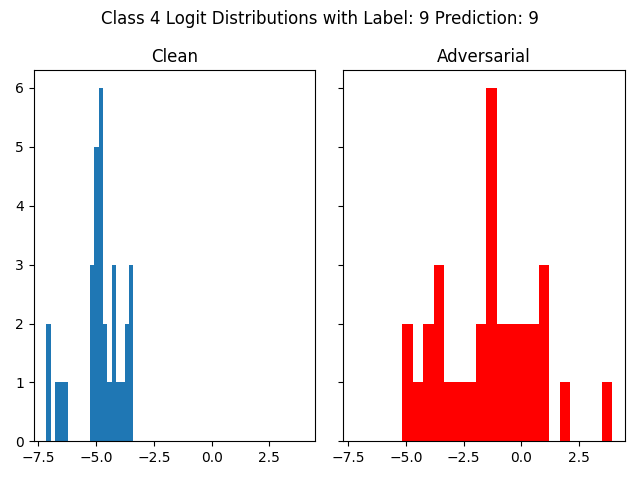 Class 4 Logit Distributions with Label: 9 Prediction: 9
Clean
Adversarial
6
5
4
3
2
1
0
−7.5 −5.0 −2.5 0.0 2.5
−7.5 −5.0 −2.5 0.0 2.5